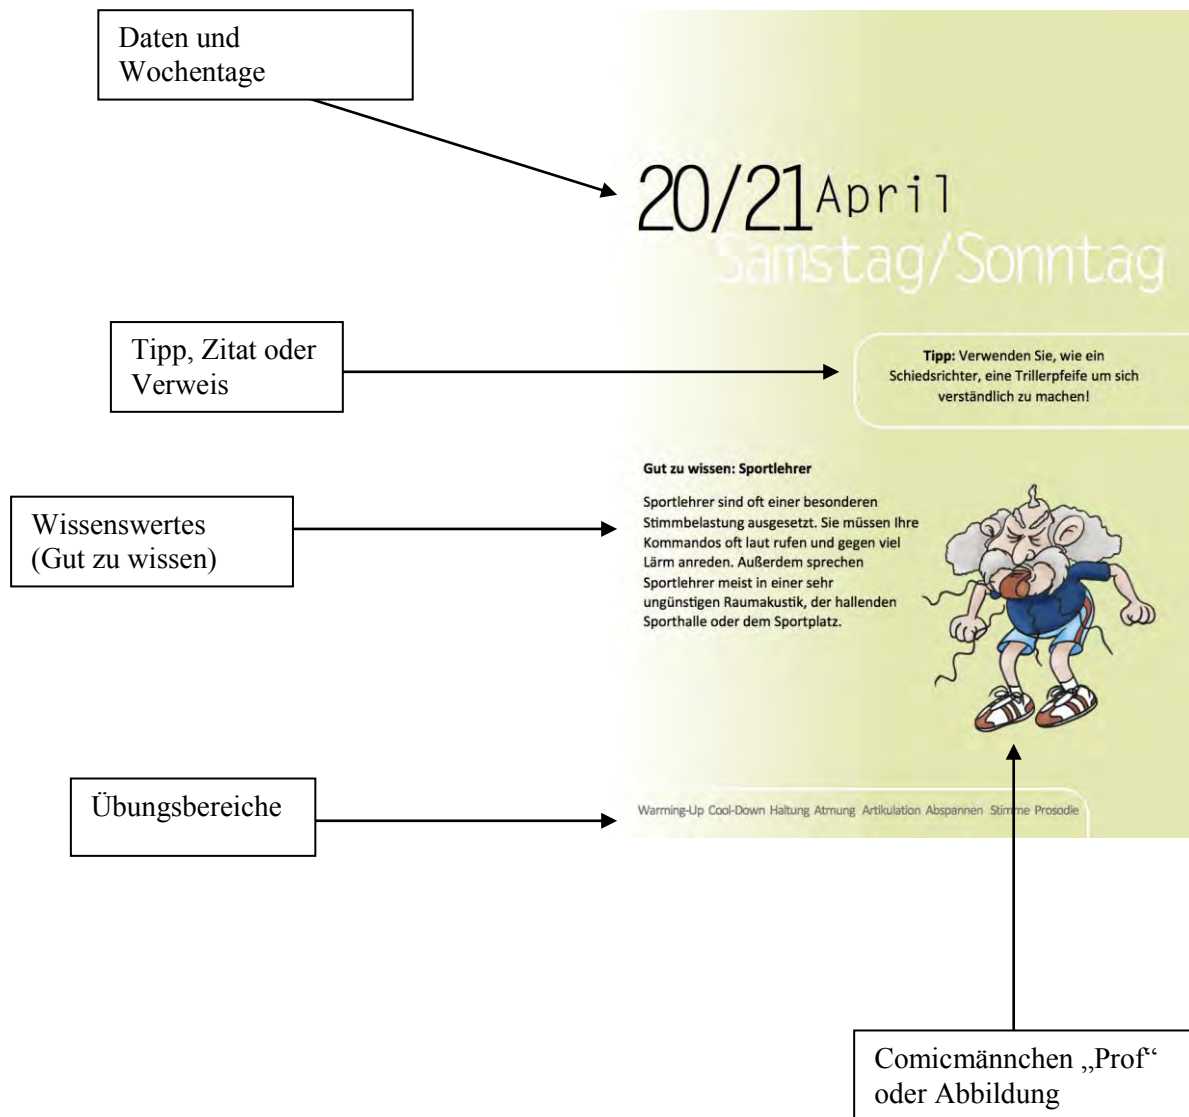 Daten und
Wochentage
20/21 April
Samstag/Sonntag
Tipp, Zitat oder
Verweis
Tipp: Verwenden Sie, wie ein
Schiedsrichter, eine Trillerpfeife um sich
verständlich zu machen!
Wissenswertes
(Gut zu wissen)
Gut zu wissen: Sportlehrer
Sportlehrer sind oft einer besonderen
Stimmbelastung ausgesetzt. Sie müssen Ihre
Kommandos oft laut rufen und gegen viel
Lärm anreden. Außerdem sprechen
Sportlehrer meist in einer sehr
ungünstigen Raumakustik, der hallenden
Sporthalle oder dem Sportplatz.
Übungsbereiche
Warming-Up Cool-Down Haltung Atmung Artikulation Abspannen Stimme Prosodie
Comicmännchen „Prof“
oder Abbildung